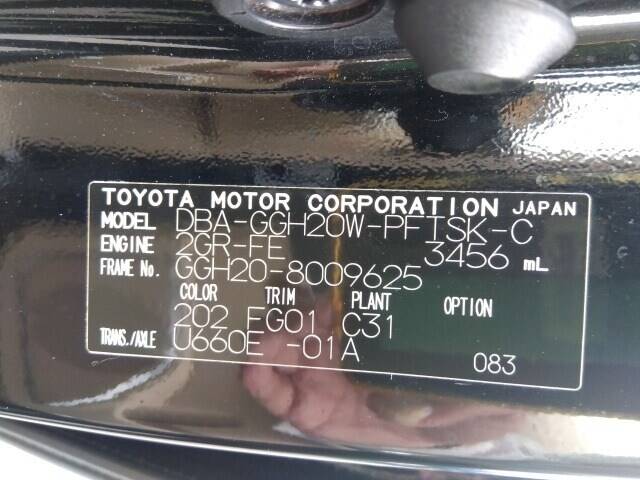 TOYOTA MOTOR CORPORATION JAPAN
MODEL DBA-GGH20W-PFTSK-C
ENGINE 2GR-FE 3456 mL
FRAME No. GGH20-8009625
COLOR TRIM PLANT OPTION
202 FG01 C31
TRANS./AXLE U660E -01A
083